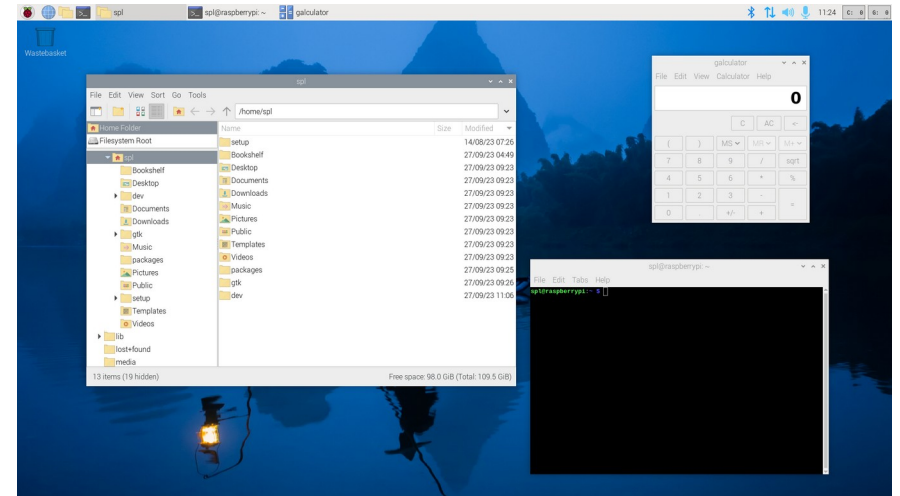 spl
spl@raspberrypi: ~
galculator
11:24
C: 0
G: 0
Wastebasket
spl
File Edit View Sort Go Tools
/home/spl
Home Folder
Filesystem Root
spl
Bookshelf
Desktop
dev
Documents
Downloads
gtk
Music
packages
Pictures
Public
setup
Templates
Videos
lib
lost+found
media
Name Size Modified
setup 14/08/23 07:26
Bookshelf 27/09/23 04:49
Desktop 27/09/23 09:23
Documents 27/09/23 09:23
Downloads 27/09/23 09:23
Music 27/09/23 09:23
Pictures 27/09/23 09:23
Public 27/09/23 09:23
Templates 27/09/23 09:23
Videos 27/09/23 09:23
packages 27/09/23 09:25
gtk 27/09/23 09:26
dev 27/09/23 11:06
13 items (19 hidden) Free space: 98.0 GiB (Total: 109.5 GiB)
galculator
File Edit View Calculator Help
0
C AC ←
( ) MS MR M+
7 8 9 / sqrt
4 5 6 * %
1 2 3 - =
0 . +/- +
spl@raspberrypi: ~
File Edit Tabs Help
spl@raspberrypi:~ $